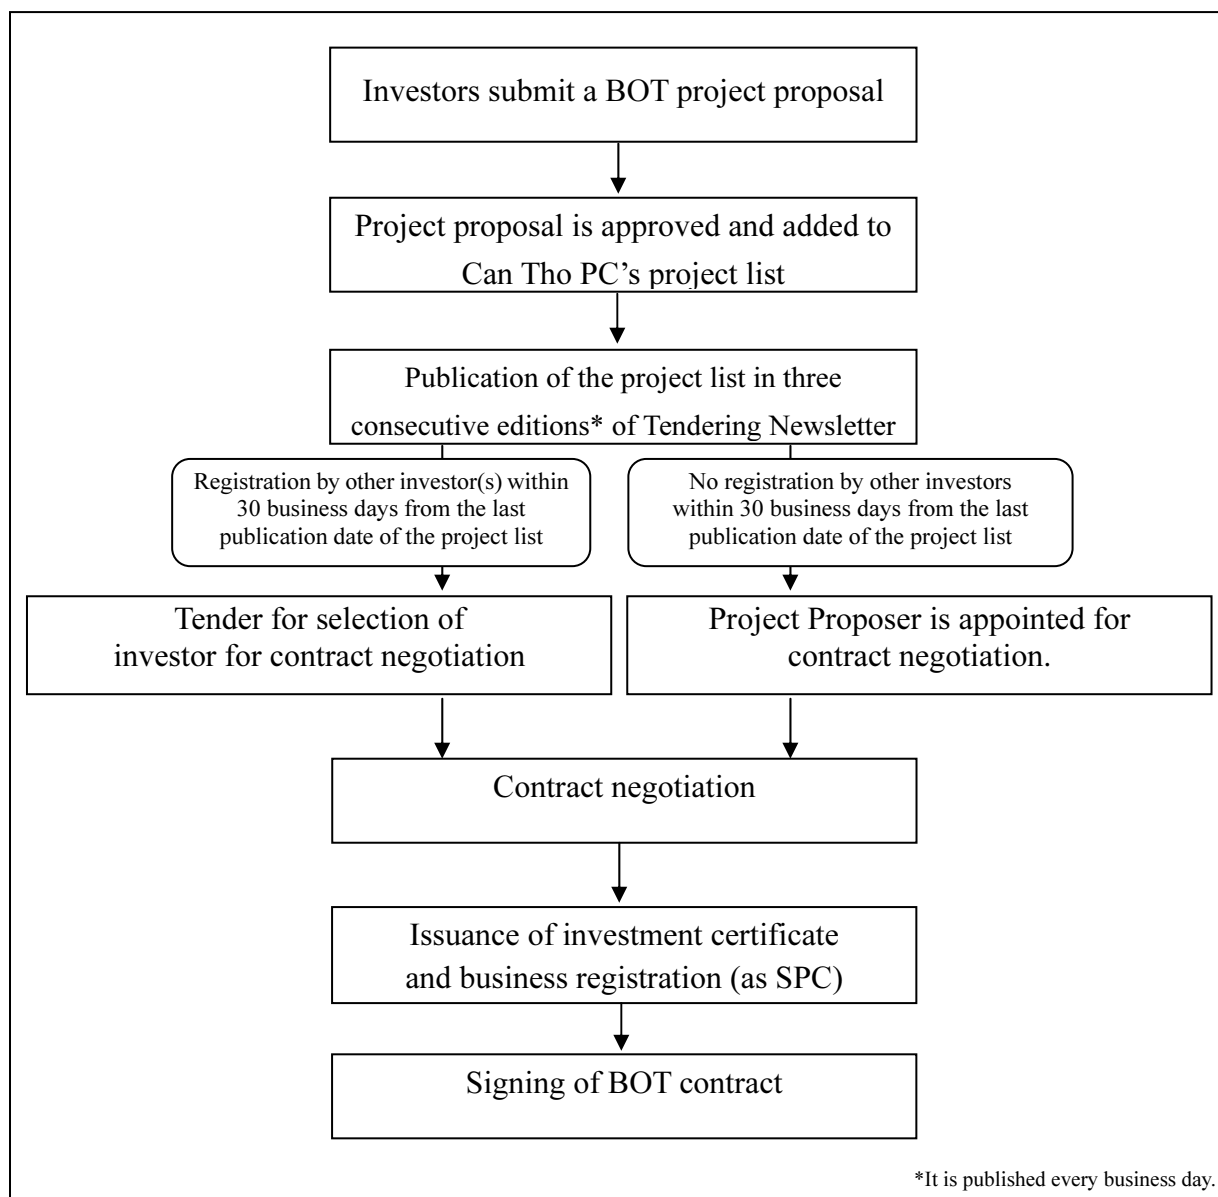 Investors submit a BOT project proposal
Project proposal is approved and added to
Can Tho PC’s project list
Publication of the project list in three
consecutive editions* of Tendering Newsletter
Registration by other investor(s) within
30 business days from the last
publication date of the project list
No registration by other investors
within 30 business days from the last
publication date of the project list
Tender for selection of
investor for contract negotiation
Project Proposer is appointed for
contract negotiation.
Contract negotiation
Issuance of investment certificate
and business registration (as SPC)
Signing of BOT contract
*It is published every business day.